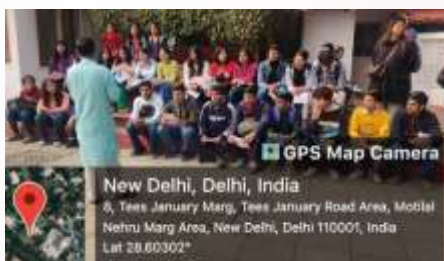 GPS Map Camera
New Delhi, Delhi, India
8, Tees January Marg, Tees January Road Area, Motilal
Nehru Marg Area, New Delhi, Delhi 110001, India
Lat 28.60302°